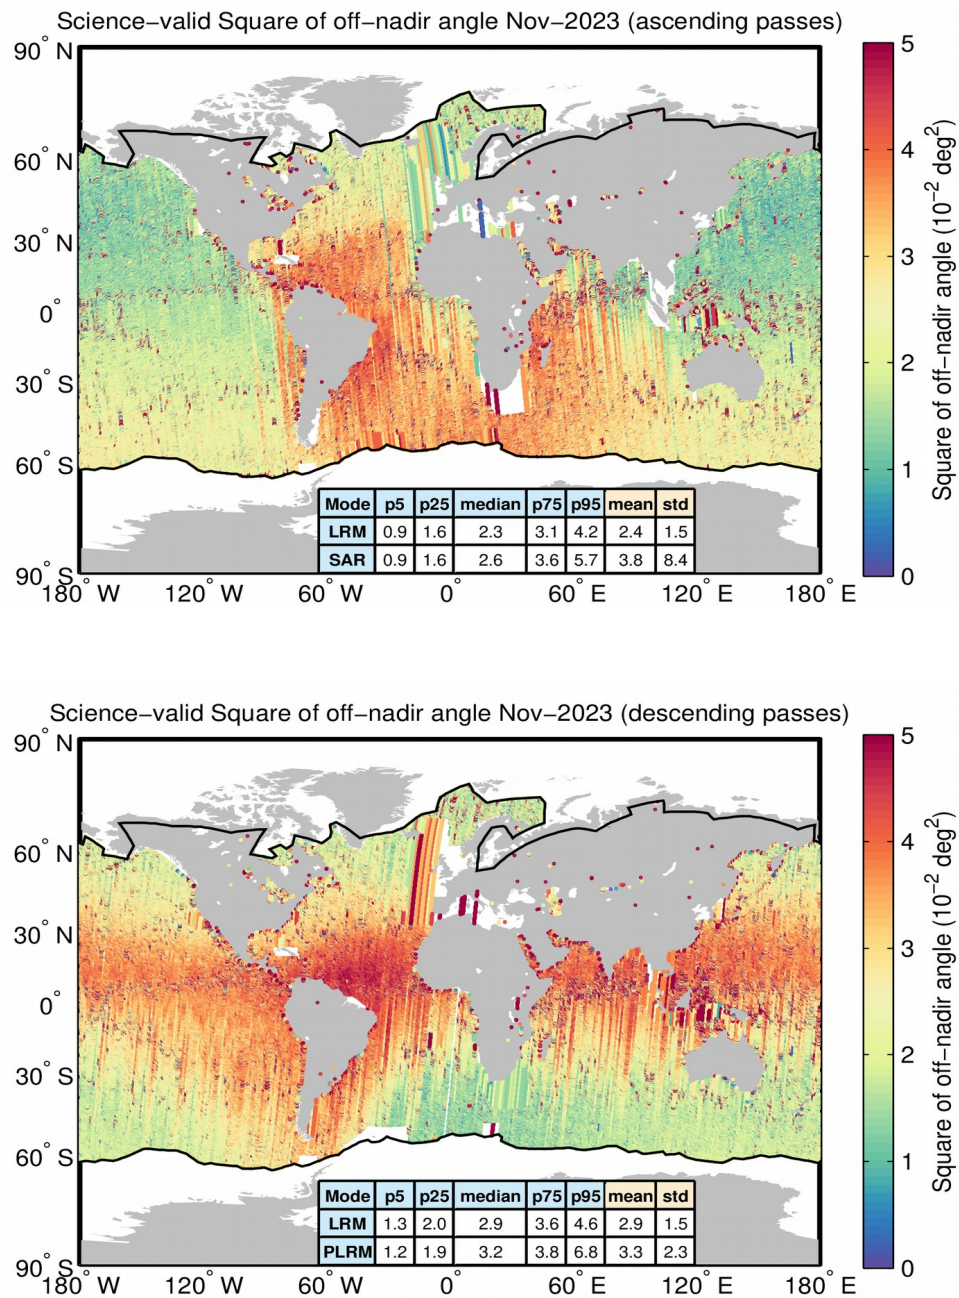 Science−valid Square of off−nadir angle Nov−2023 (ascending passes)
90° N
60° N
30° N
0°
30° S
60° S
90° S
180° W 120° W 60° W 0° 60° E 120° E 180° E
Mode p5 p25 median p75 p95 mean std
LRM 0.9 1.6 2.3 3.1 4.2 2.4 1.5
SAR 0.9 1.6 2.6 3.6 5.7 3.8 8.4
5
4
3
2
1
0
Square of off−nadir angle (10⁻² deg²)
Science−valid Square of off−nadir angle Nov−2023 (descending passes)
90° N
60° N
30° N
0°
30° S
60° S
90° S
180° W 120° W 60° W 0° 60° E 120° E 180° E
Mode p5 p25 median p75 p95 mean std
LRM 1.3 2.0 2.9 3.6 4.6 2.9 1.5
PLRM 1.2 1.9 3.2 3.8 6.8 3.3 2.3
5
4
3
2
1
0
Square of off−nadir angle (10⁻² deg²)